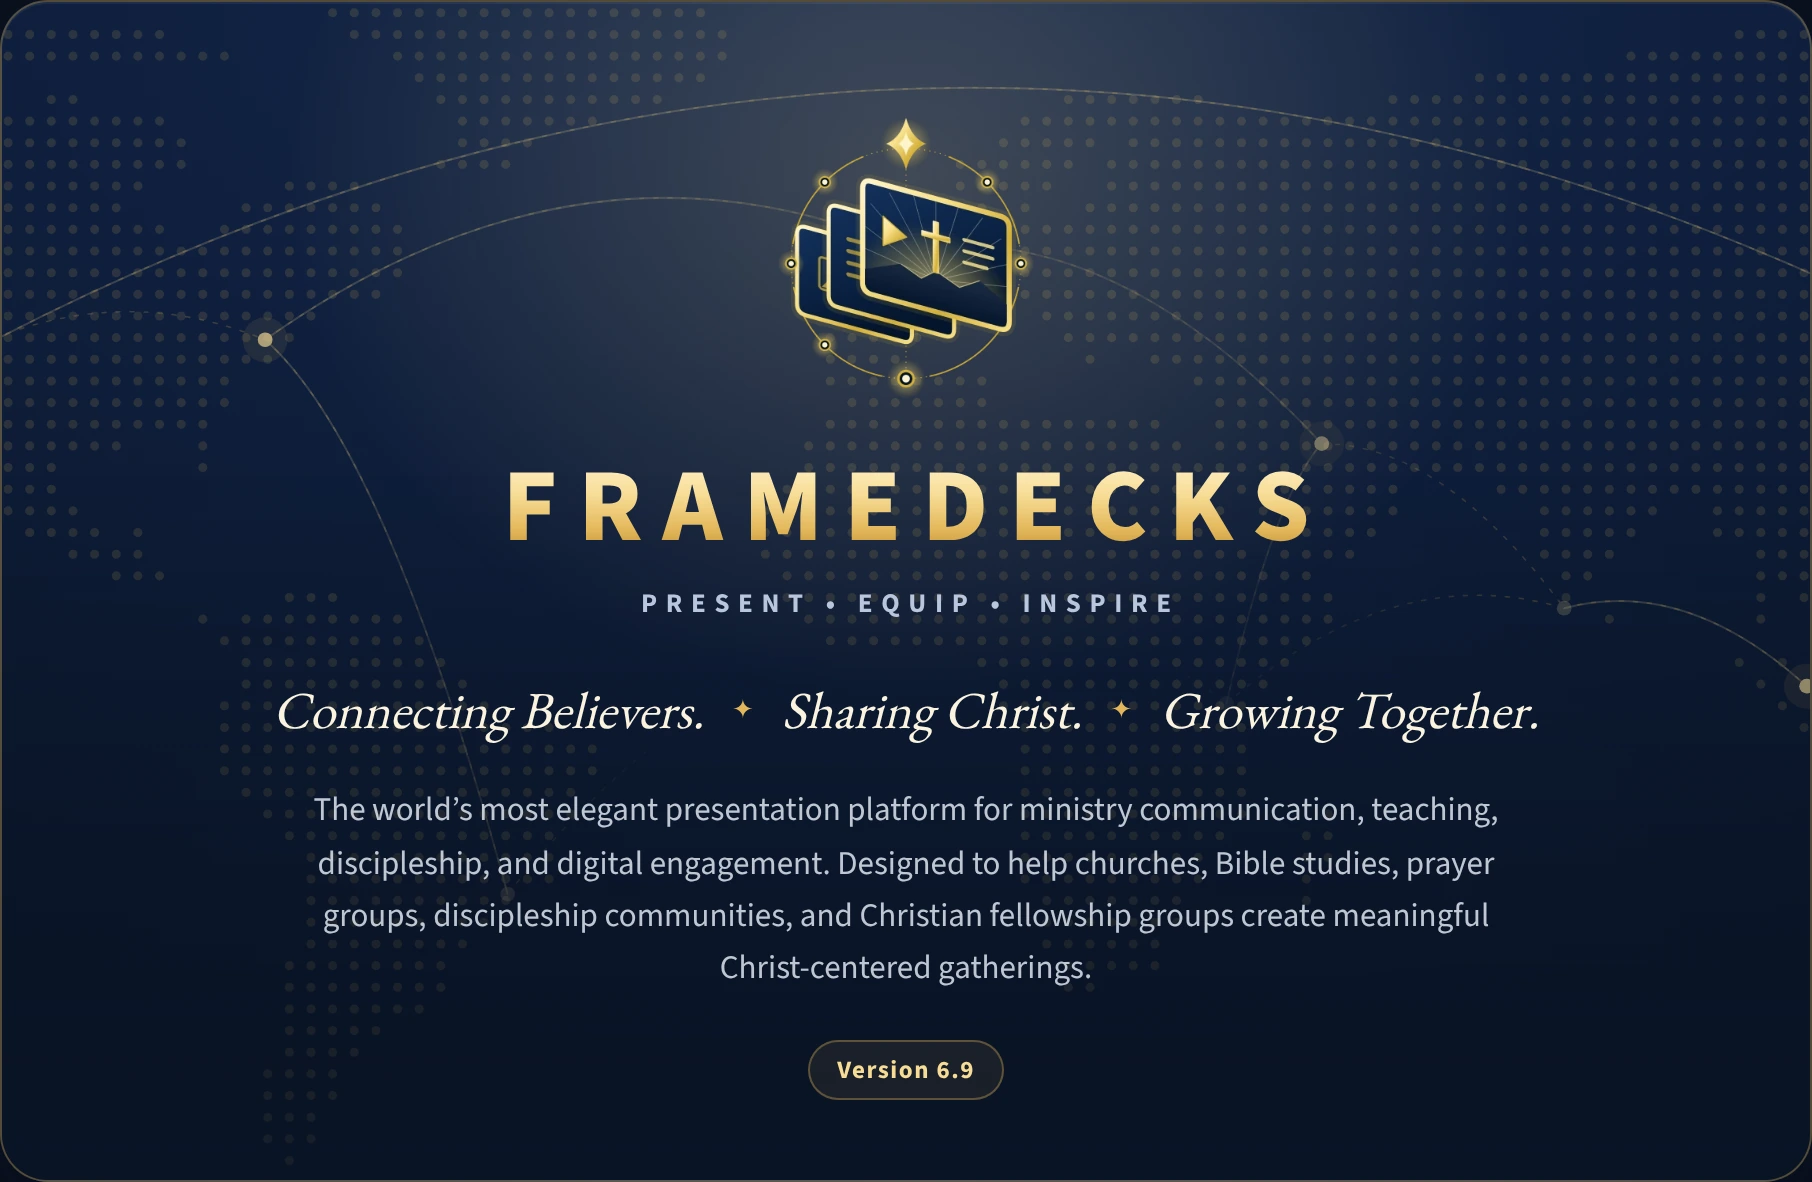 FRAMEDECKS
PRESENT • EQUIP • INSPIRE
Connecting Believers. ✦ Sharing Christ. ✦ Growing Together.
The world’s most elegant presentation platform for ministry communication, teaching,
discipleship, and digital engagement. Designed to help churches, Bible studies, prayer
groups, discipleship communities, and Christian fellowship groups create meaningful
Christ-centered gatherings.
Version 6.9